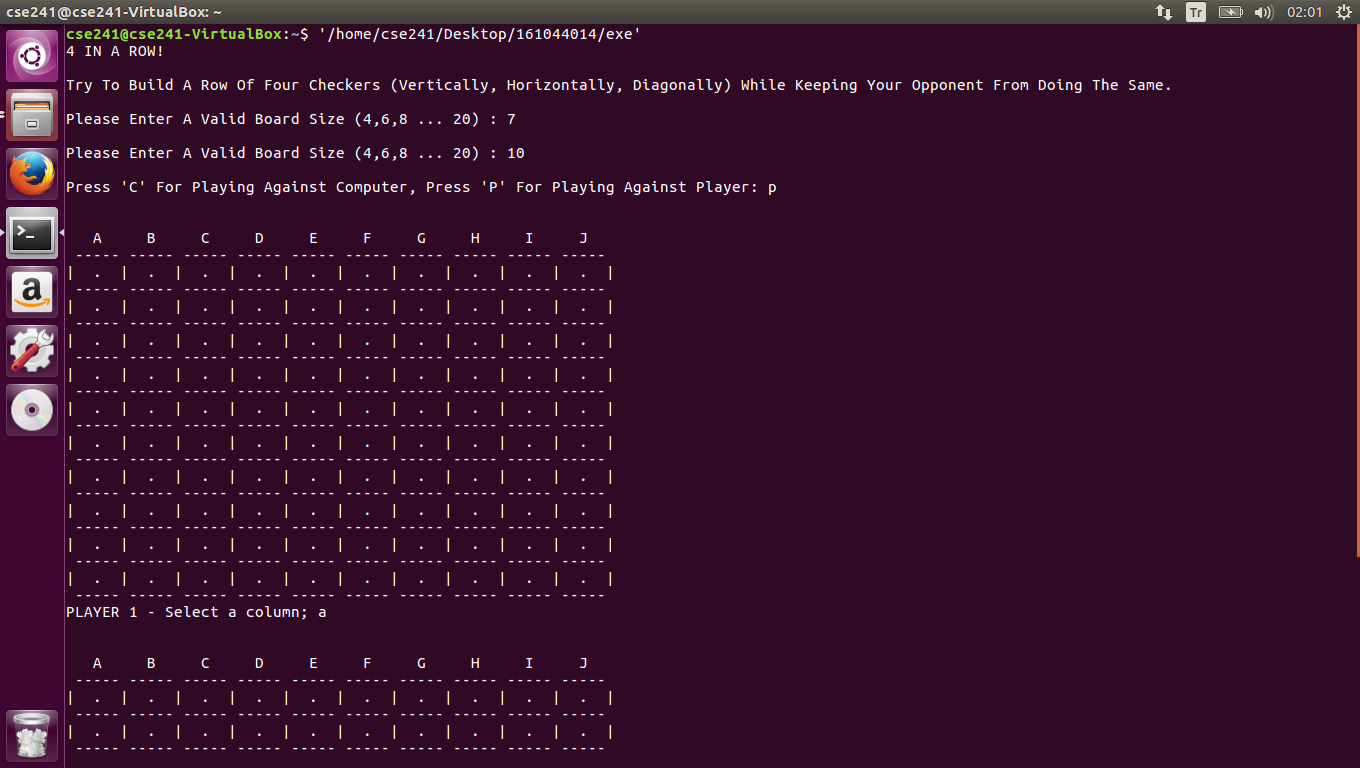 cse241@cse241-VirtualBox: ~ Tr 02:01
cse241@cse241-VirtualBox:~$ '/home/cse241/Desktop/161044014/exe'
4 IN A ROW!
Try To Build A Row Of Four Checkers (Vertically, Horizontally, Diagonally) While Keeping Your Opponent From Doing The Same.
Please Enter A Valid Board Size (4,6,8 ... 20) : 7
Please Enter A Valid Board Size (4,6,8 ... 20) : 10
Press 'C' For Playing Against Computer, Press 'P' For Playing Against Player: p
   A     B     C     D     E     F     G     H     I     J
 ----- ----- ----- ----- ----- ----- ----- ----- ----- -----
|  .  |  .  |  .  |  .  |  .  |  .  |  .  |  .  |  .  |  .  |
 ----- ----- ----- ----- ----- ----- ----- ----- ----- -----
|  .  |  .  |  .  |  .  |  .  |  .  |  .  |  .  |  .  |  .  |
 ----- ----- ----- ----- ----- ----- ----- ----- ----- -----
|  .  |  .  |  .  |  .  |  .  |  .  |  .  |  .  |  .  |  .  |
 ----- ----- ----- ----- ----- ----- ----- ----- ----- -----
|  .  |  .  |  .  |  .  |  .  |  .  |  .  |  .  |  .  |  .  |
 ----- ----- ----- ----- ----- ----- ----- ----- ----- -----
|  .  |  .  |  .  |  .  |  .  |  .  |  .  |  .  |  .  |  .  |
 ----- ----- ----- ----- ----- ----- ----- ----- ----- -----
|  .  |  .  |  .  |  .  |  .  |  .  |  .  |  .  |  .  |  .  |
 ----- ----- ----- ----- ----- ----- ----- ----- ----- -----
|  .  |  .  |  .  |  .  |  .  |  .  |  .  |  .  |  .  |  .  |
 ----- ----- ----- ----- ----- ----- ----- ----- ----- -----
|  .  |  .  |  .  |  .  |  .  |  .  |  .  |  .  |  .  |  .  |
 ----- ----- ----- ----- ----- ----- ----- ----- ----- -----
|  .  |  .  |  .  |  .  |  .  |  .  |  .  |  .  |  .  |  .  |
 ----- ----- ----- ----- ----- ----- ----- ----- ----- -----
|  .  |  .  |  .  |  .  |  .  |  .  |  .  |  .  |  .  |  .  |
 ----- ----- ----- ----- ----- ----- ----- ----- ----- -----
PLAYER 1 - Select a column; a
   A     B     C     D     E     F     G     H     I     J
 ----- ----- ----- ----- ----- ----- ----- ----- ----- -----
|  .  |  .  |  .  |  .  |  .  |  .  |  .  |  .  |  .  |  .  |
 ----- ----- ----- ----- ----- ----- ----- ----- ----- -----
|  .  |  .  |  .  |  .  |  .  |  .  |  .  |  .  |  .  |  .  |
 ----- ----- ----- ----- ----- ----- ----- ----- ----- -----